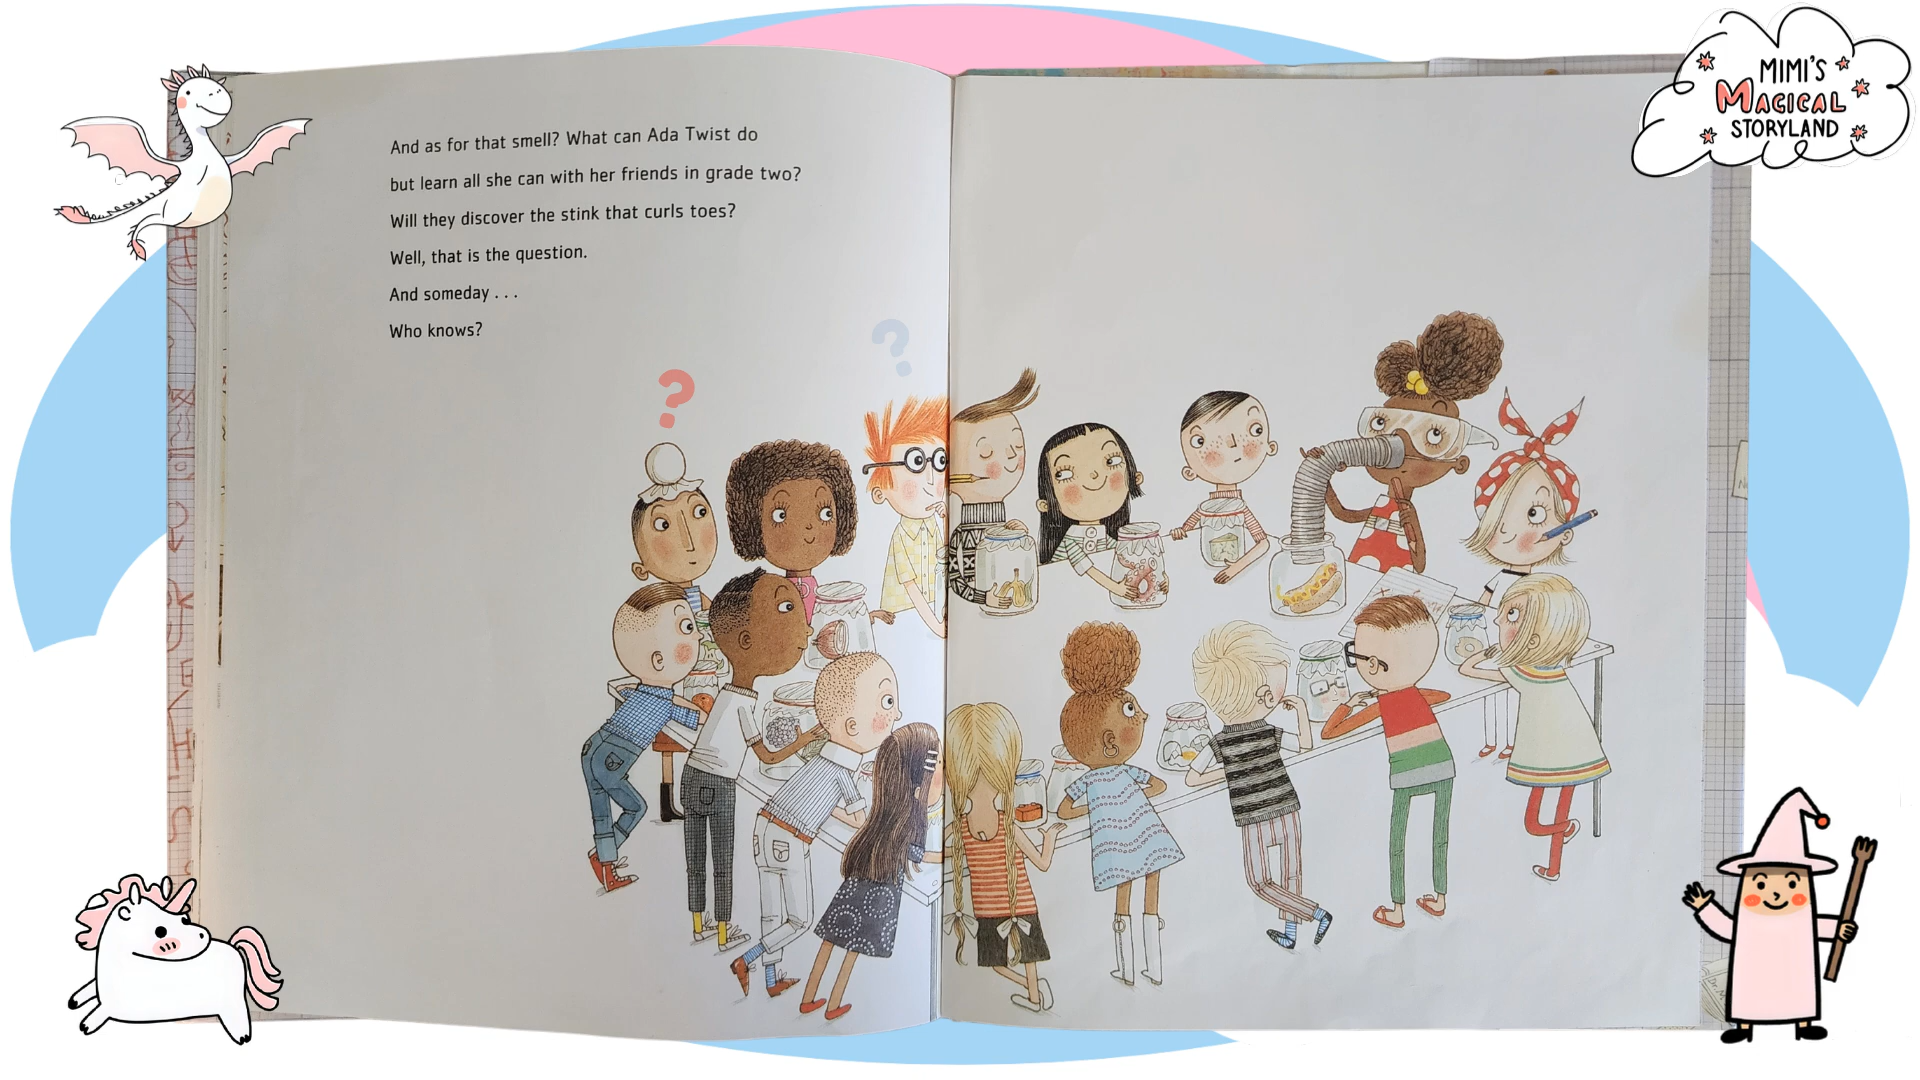 And as for that smell? What can Ada Twist do
but learn all she can with her friends in grade two?
Will they discover the stink that curls toes?
Well, that is the question.
And someday . . .
Who knows?
? ?
MIMI'S
MAGICAL
STORYLAND